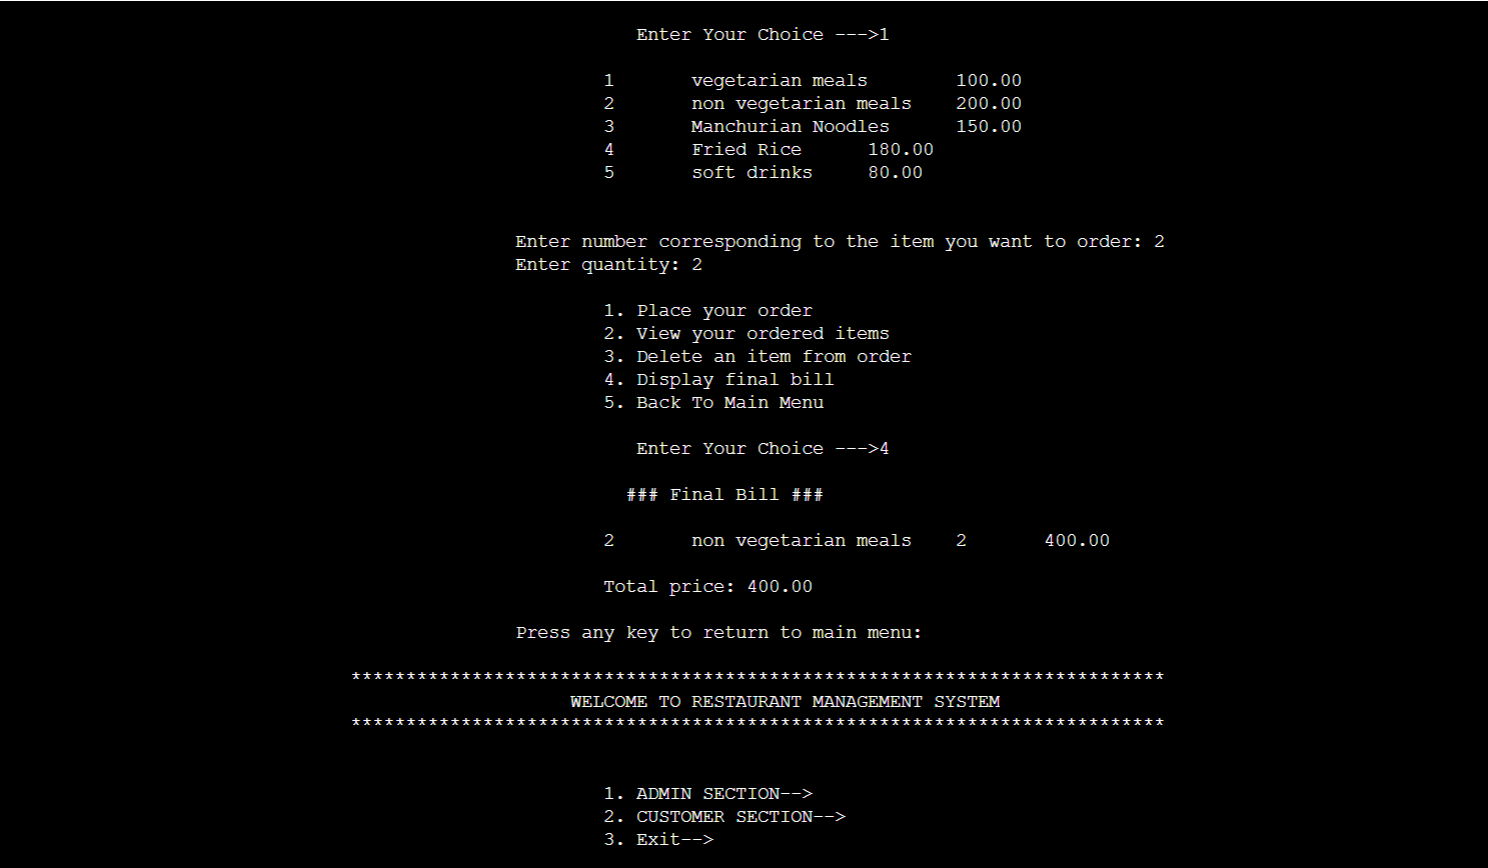 Enter Your Choice --->1
1 vegetarian meals 100.00
2 non vegetarian meals 200.00
3 Manchurian Noodles 150.00
4 Fried Rice 180.00
5 soft drinks 80.00
Enter number corresponding to the item you want to order: 2
Enter quantity: 2
1. Place your order
2. View your ordered items
3. Delete an item from order
4. Display final bill
5. Back To Main Menu
Enter Your Choice --->4
### Final Bill ###
2 non vegetarian meals 2 400.00
Total price: 400.00
Press any key to return to main menu:
**************************************************************************
WELCOME TO RESTAURANT MANAGEMENT SYSTEM
**************************************************************************
1. ADMIN SECTION-->
2. CUSTOMER SECTION-->
3. Exit-->